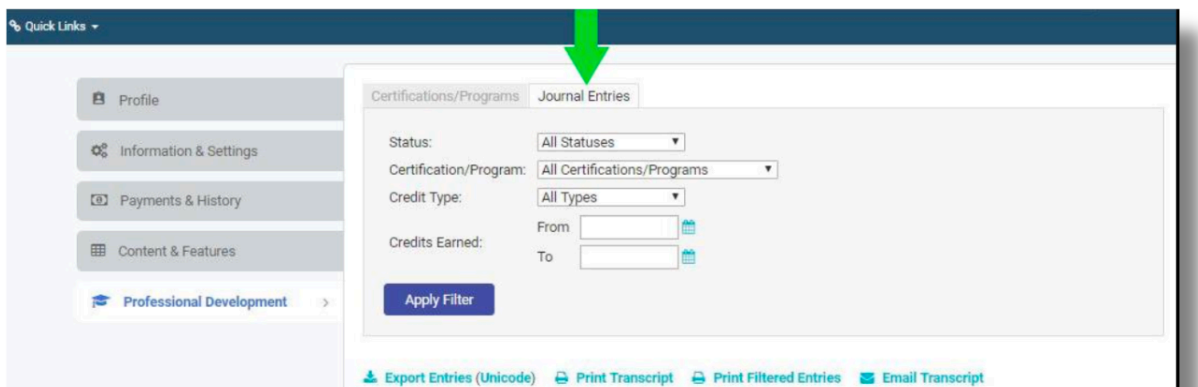 Quick Links
Profile
Information & Settings
Payments & History
Content & Features
Professional Development
Certifications/Programs Journal Entries
Status: All Statuses
Certification/Program: All Certifications/Programs
Credit Type: All Types
Credits Earned:
From
To
Apply Filter
Export Entries (Unicode) Print Transcript Print Filtered Entries Email Transcript